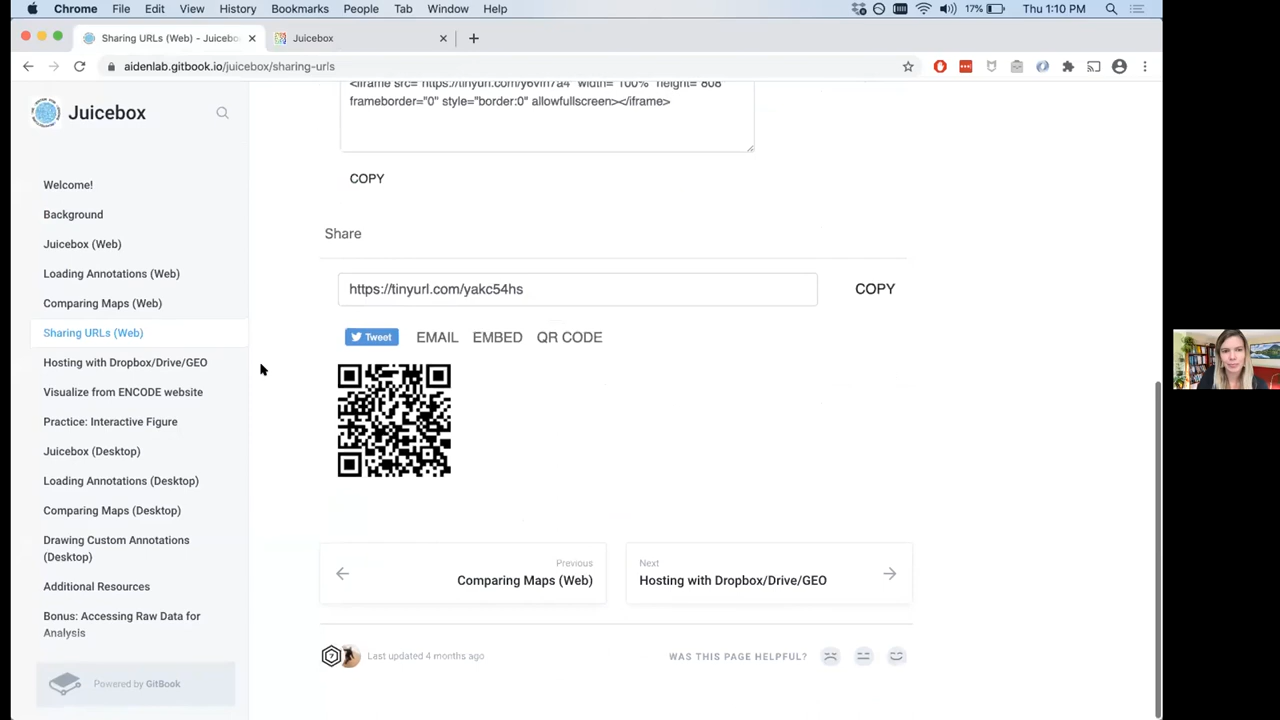 Chrome File Edit View History Bookmarks People Tab Window Help 17% Thu 1:10 PM
Sharing URLs (Web) - Juicebo Juicebox
aidenlab.gitbook.io/juicebox/sharing-urls
Juicebox
Welcome!
Background
Juicebox (Web)
Loading Annotations (Web)
Comparing Maps (Web)
Sharing URLs (Web)
Hosting with Dropbox/Drive/GEO
Visualize from ENCODE website
Practice: Interactive Figure
Juicebox (Desktop)
Loading Annotations (Desktop)
Comparing Maps (Desktop)
Drawing Custom Annotations
(Desktop)
Additional Resources
Bonus: Accessing Raw Data for
Analysis
Powered by GitBook
frameborder="0" style="border:0" allowfullscreen></iframe>
COPY
Share
https://tinyurl.com/yakc54hs COPY
Tweet EMAIL EMBED QR CODE
Previous
Comparing Maps (Web)
Next
Hosting with Dropbox/Drive/GEO
Last updated 4 months ago
WAS THIS PAGE HELPFUL?